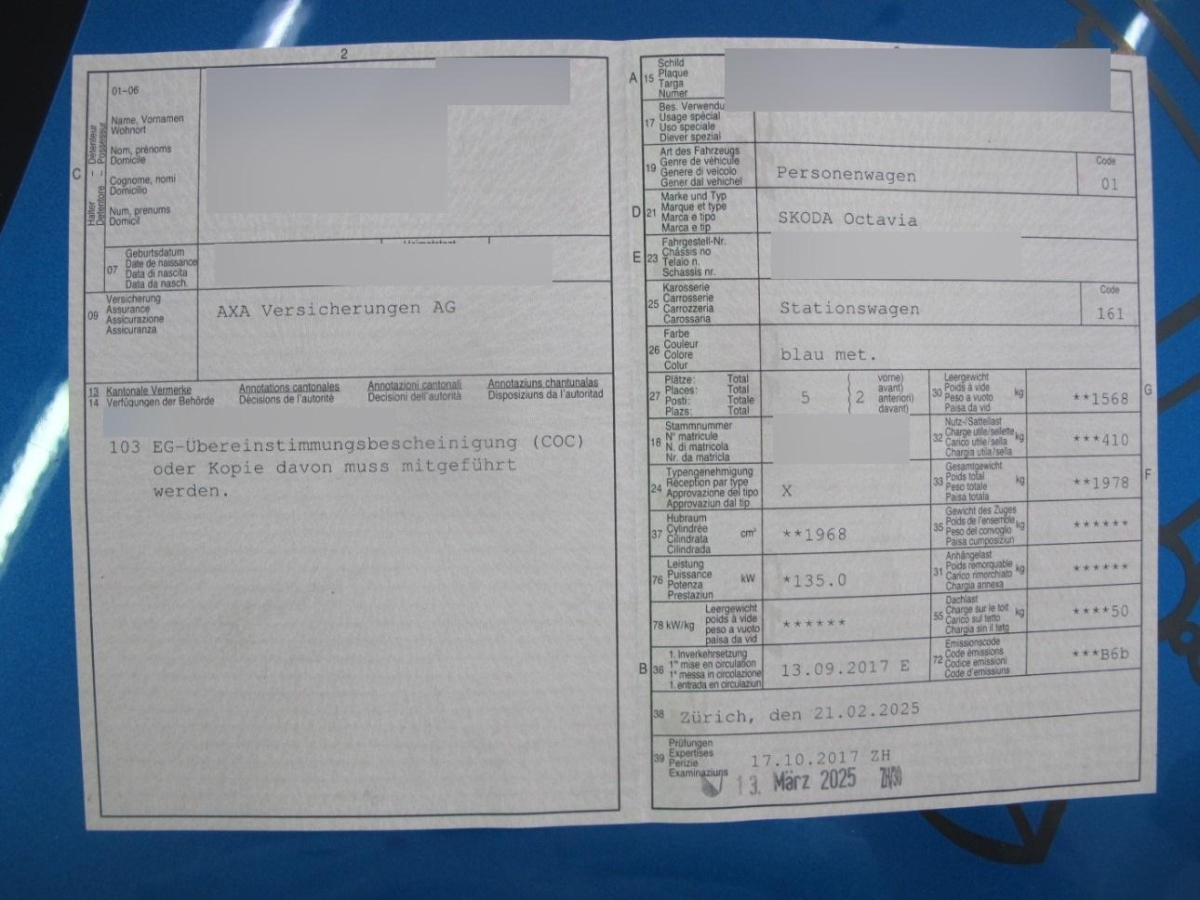 2
01-06
Name, Vornamen
Wohnort
Nom, prénoms
Domicile
Cognome, nomi
Domicilio
Num, prenums
Domicil
C
Halter - Détenteur
Detentore - Possessur
07
Geburtsdatum
Date de naissance
Data di nascita
Data da nasch.
09
Versicherung
Assurance
Assicurazione
Assicuranza
AXA Versicherungen AG
13 Kantonale Vermerke Annotations cantonales Annotazioni cantonali Annotaziuns chantunalas
14 Verfügungen der Behörde Décisions de l'autorité Decisioni dell'autorità Disposiziuns da l'autoritad
103 EG-Übereinstimmungsbescheinigung (COC)
oder Kopie davon muss mitgeführt
werden.
A 15
Schild
Plaque
Targa
Numer
17
Bes. Verwendu
Usage spécial
Uso speciale
Diever spezial
19
Art des Fahrzeugs
Genre de véhicule
Genere di veicolo
Gener dal vehichel
Personenwagen
Code
01
D 21
Marke und Typ
Marque et type
Marca e tipo
Marca e tip
SKODA Octavia
E 23
Fahrgestell-Nr.
Châssis no
Telaio n.
Schassis nr.
25
Karosserie
Carrosserie
Carrozzeria
Carossaria
Stationswagen
Code
161
26
Farbe
Couleur
Colore
Colur
blau met.
27
Plätze: Total
Places: Total
Posti: Totale
Plazs: Total
5
2
vorne)
avant)
anteriori)
davant)
30
Leergewicht
Poids à vide
Peso a vuoto
Paisa da vid
kg
**1568
G
18
Stammnummer
N° matricule
N. di matricola
Nr. da matricla
32
Nutz-/Sattellast
Charge utile/sellette
Carico utile/sella
Chargia utila/sella
kg
***410
24
Typengenehmigung
Réception par type
Approvazione del tipo
Approvaziun dal tip
X
33
Gesamtgewicht
Poids total
Peso totale
Paisa totala
kg
**1978
F
37
Hubraum
Cylindrée
Cilindrata
Cilindrada
cm³
**1968
35
Gewicht des Zuges
Poids de l'ensemble
Peso del convoglio
Paisa cumposiziun
kg
******
76
Leistung
Puissance
Potenza
Prestaziun
kW
*135.0
31
Anhängelast
Poids remorquable
Carico rimorchiato
Chargia annexa
kg
******
78 kW/kg
Leergewicht
poids à vide
peso a vuoto
paisa da vid
******
55
Dachlast
Charge sur le toit
Carico sul tetto
Chargia sin il tetg
kg
****50
B 36
1. Inverkehrsetzung
1re mise en circulation
1a messa in circolazione
1. entrada en circulaziun
13.09.2017 E
72
Emissionscode
Code émissions
Codice emissioni
Code d'emissiuns
***B6b
38
Zürich, den 21.02.2025
39
Prüfungen
Expertises
Perizie
Examinaziuns
17.10.2017 ZH
13. März 2025